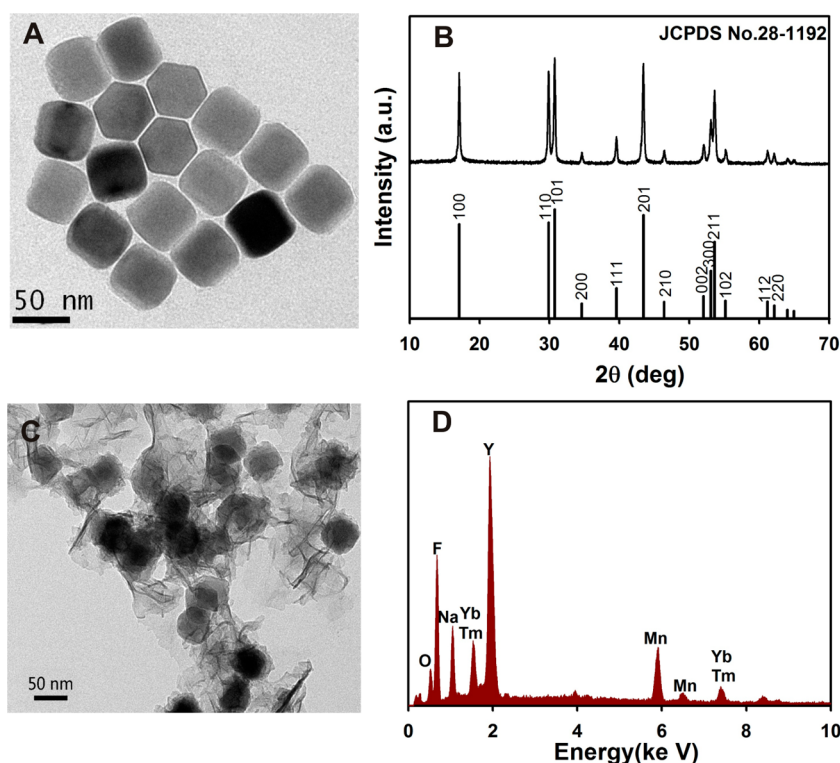 A
50 nm
B
JCPDS No.28-1192
Intensity (a.u.)
100
110
101
200
111
201
210
002
300
211
102
112
220
10 20 30 40 50 60 70
2θ (deg)
C
50 nm
D
O
F
Na
Yb
Tm
Y
Mn
Mn
Yb
Tm
0 2 4 6 8 10
Energy(ke V)